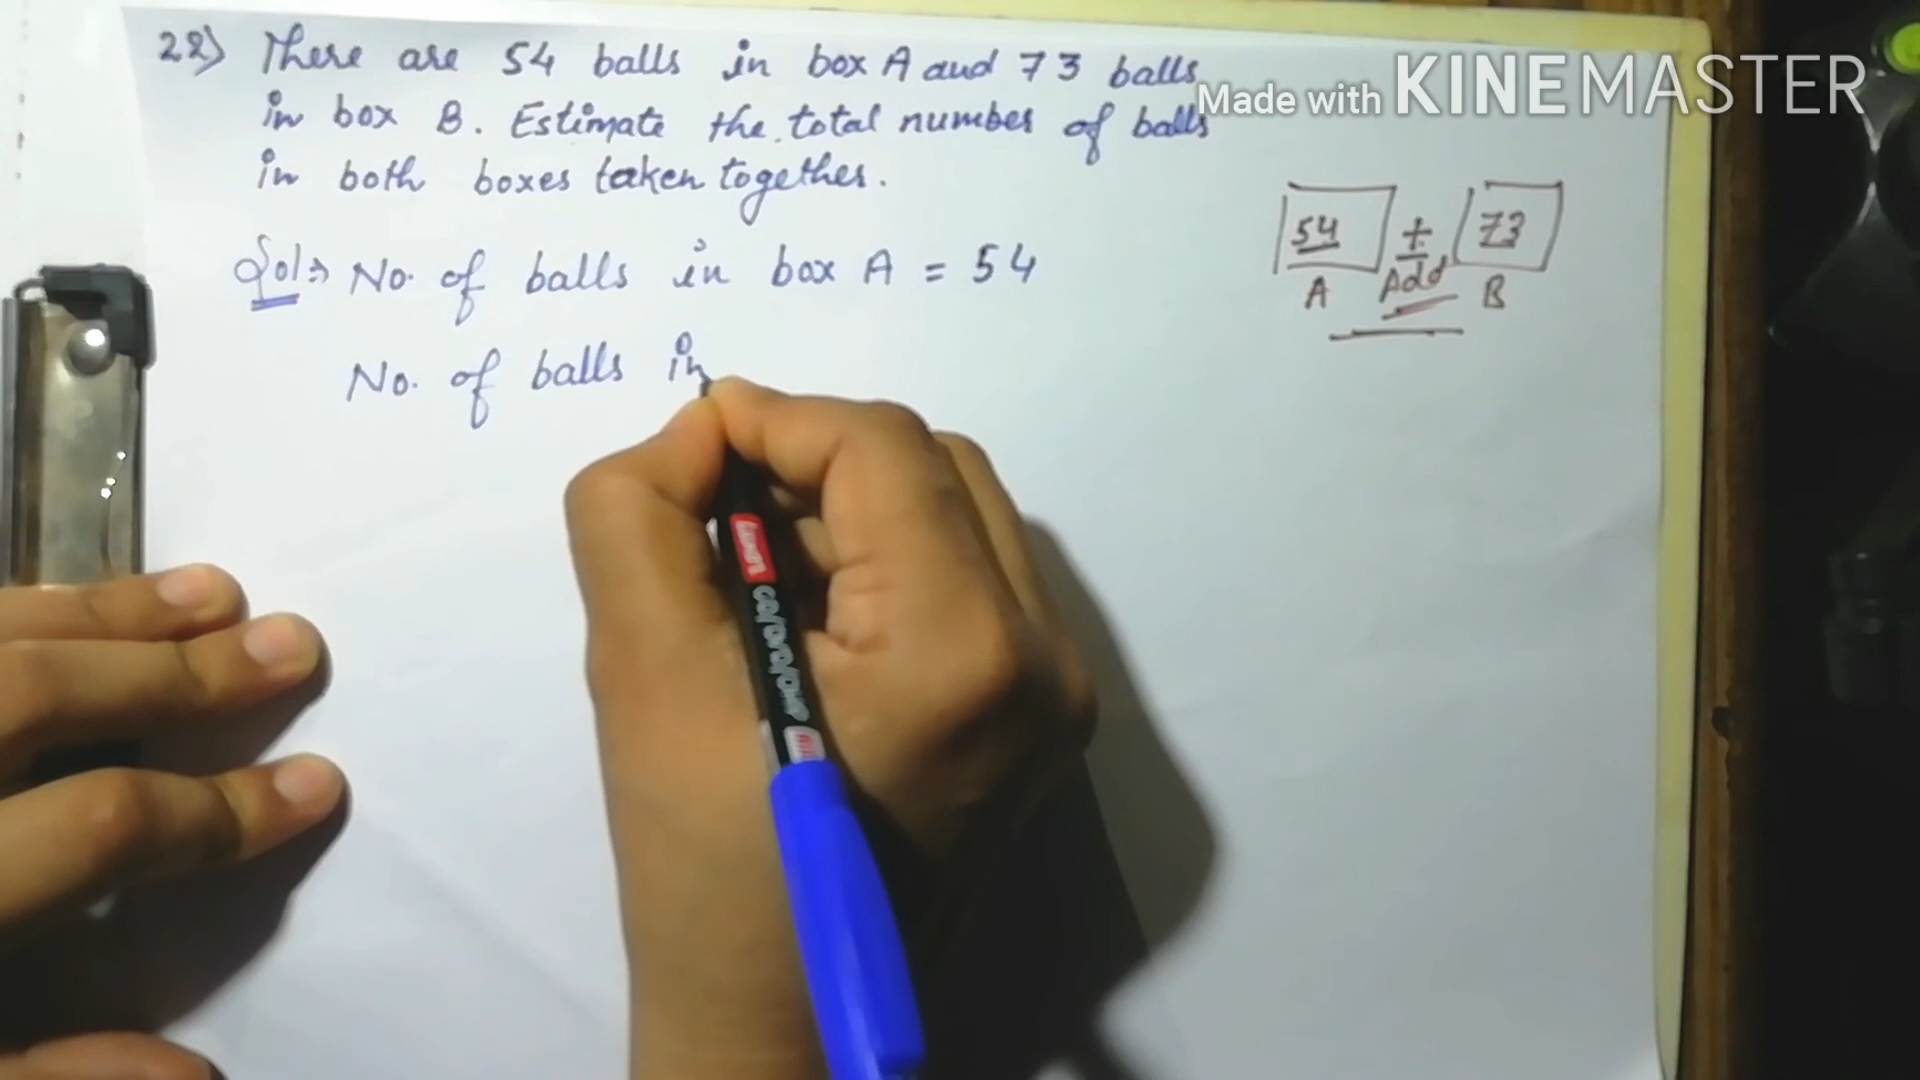 22) There are 54 balls in box A and 73 balls
in box B. Estimate the total number of balls
in both boxes taken together.
Sol:⇒ No. of balls in box A = 54
No. of balls in
54 + 73
A Add B
Made with KINEMASTER